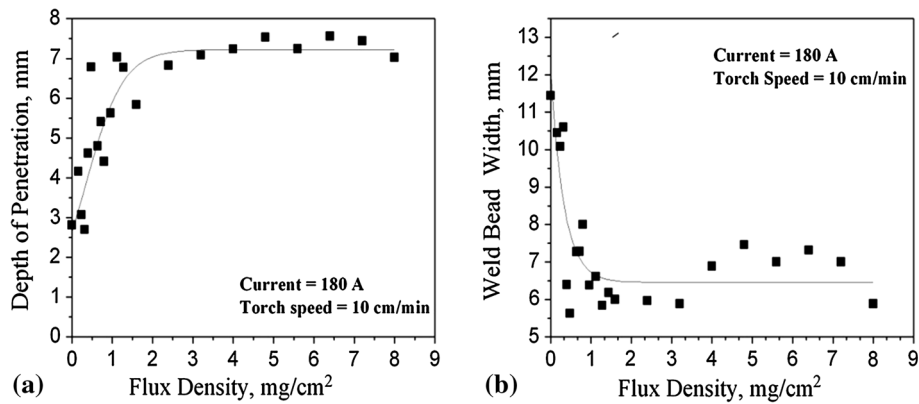 8
7
6
5
4
3
2
1
0
Depth of Penetration, mm
Current = 180 A
Torch speed = 10 cm/min
0 1 2 3 4 5 6 7 8 9
Flux Density, mg/cm2
(a)
13
12
11
10
9
8
7
6
5
Weld Bead Width, mm
Current = 180 A
Torch Speed = 10 cm/min
0 1 2 3 4 5 6 7 8 9
Flux Density, mg/cm2
(b)